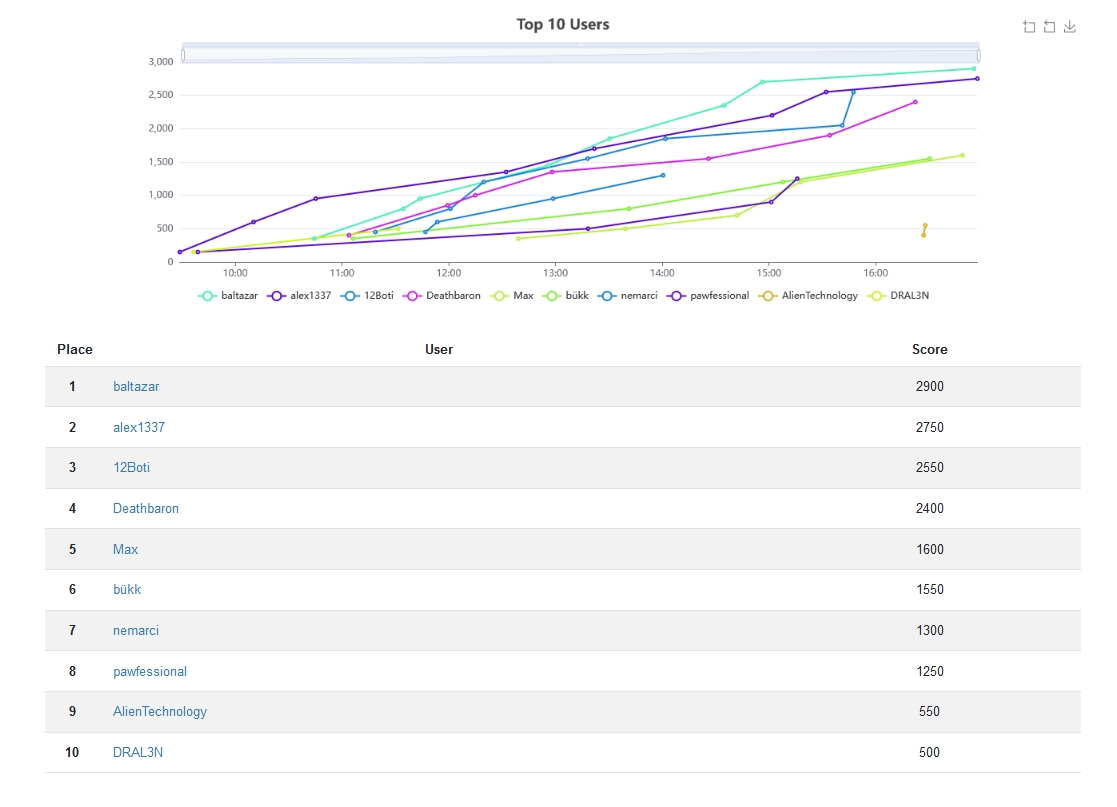 Top 10 Users
3,000
2,500
2,000
1,500
1,000
500
0
10:00 11:00 12:00 13:00 14:00 15:00 16:00
baltazar alex1337 12Boti Deathbaron Max bükk nemarci pawfessional AlienTechnology DRAL3N
Place User Score
1 baltazar 2900
2 alex1337 2750
3 12Boti 2550
4 Deathbaron 2400
5 Max 1600
6 bükk 1550
7 nemarci 1300
8 pawfessional 1250
9 AlienTechnology 550
10 DRAL3N 500